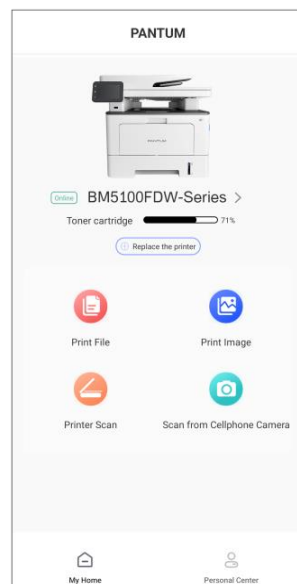 PANTUM
PANTUM
Online BM5100FDW-Series >
Toner cartridge 71%
Replace the printer
Print File Print Image
Printer Scan Scan from Cellphone Camera
My Home Personal Center